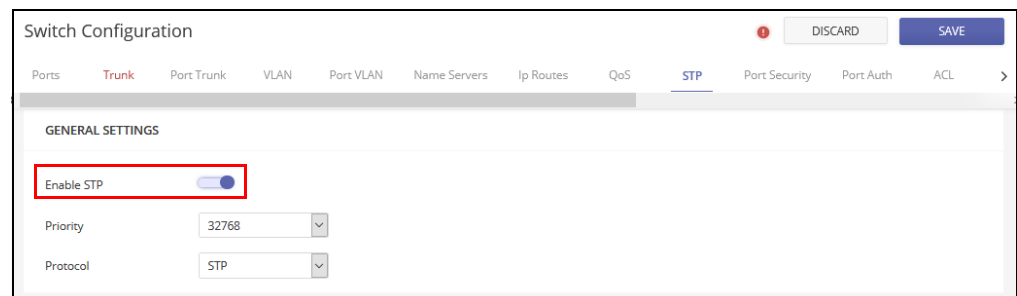 Switch Configuration
DISCARD
SAVE
Ports Trunk Port Trunk VLAN Port VLAN Name Servers Ip Routes QoS STP Port Security Port Auth ACL
GENERAL SETTINGS
Enable STP
Priority 32768
Protocol STP